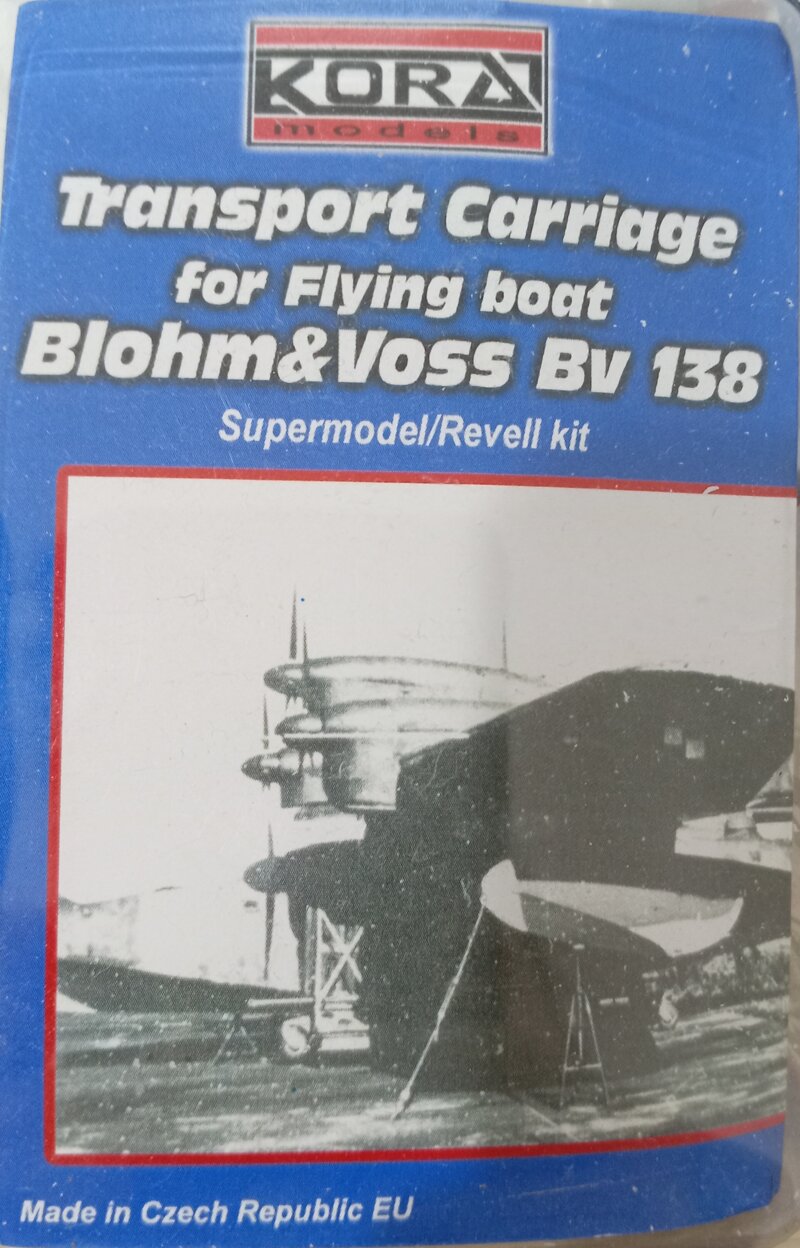 KORA
models
Transport Carriage
for Flying boat
Blohm&Voss Bv 138
Supermodel/Revell kit
Made in Czech Republic EU